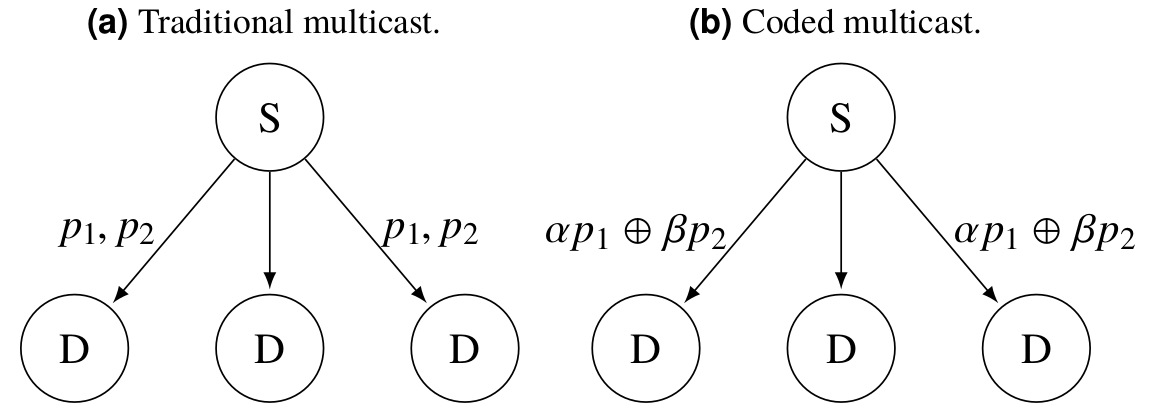 (a) Traditional multicast.
S
p₁, p₂
p₁, p₂
D
D
D
(b) Coded multicast.
S
αp₁ ⊕ βp₂
αp₁ ⊕ βp₂
D
D
D